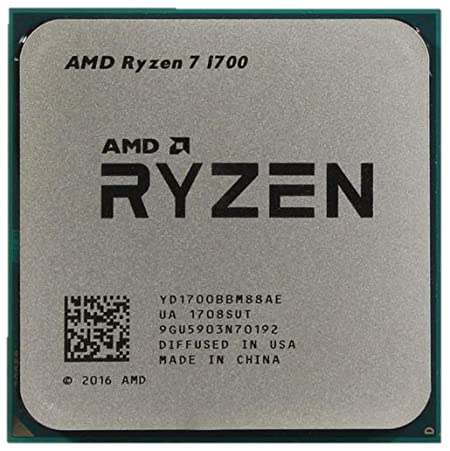 AMD Ryzen 7 1700
AMD
RYZEN
YD1700BBM88AE
UA 1708SUT
9GU5903N70192
DIFFUSED IN USA
MADE IN CHINA
© 2016 AMD
D